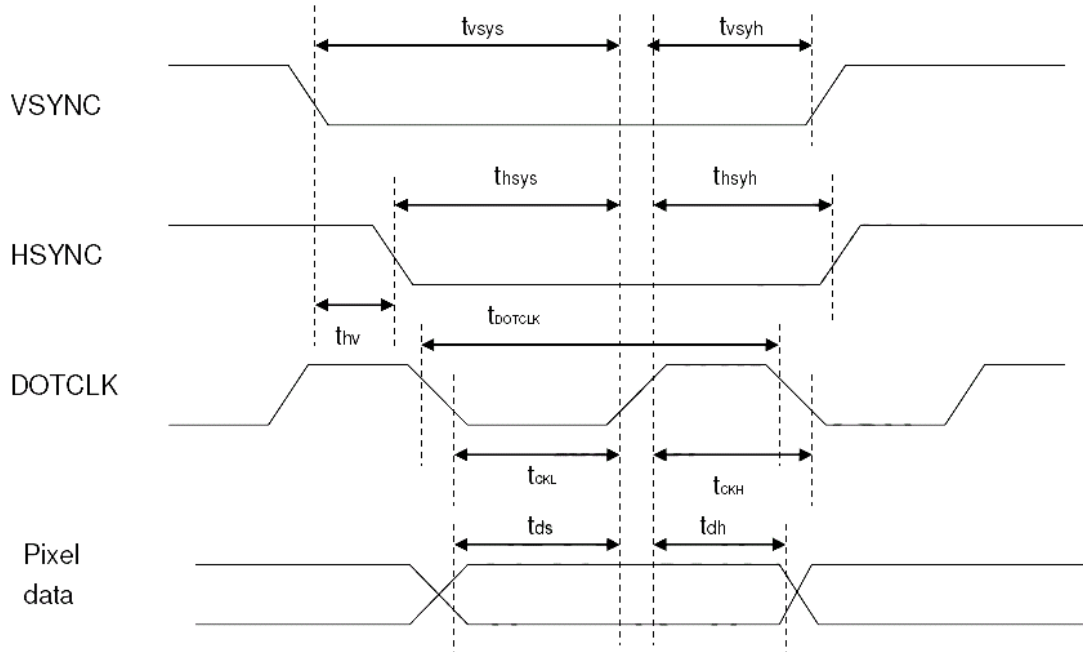 tvsys
tvsyh
VSYNC
thsys
thsyh
HSYNC
thv
tDOTCLK
DOTCLK
tCKL
tCKH
tds
tdh
Pixel
data